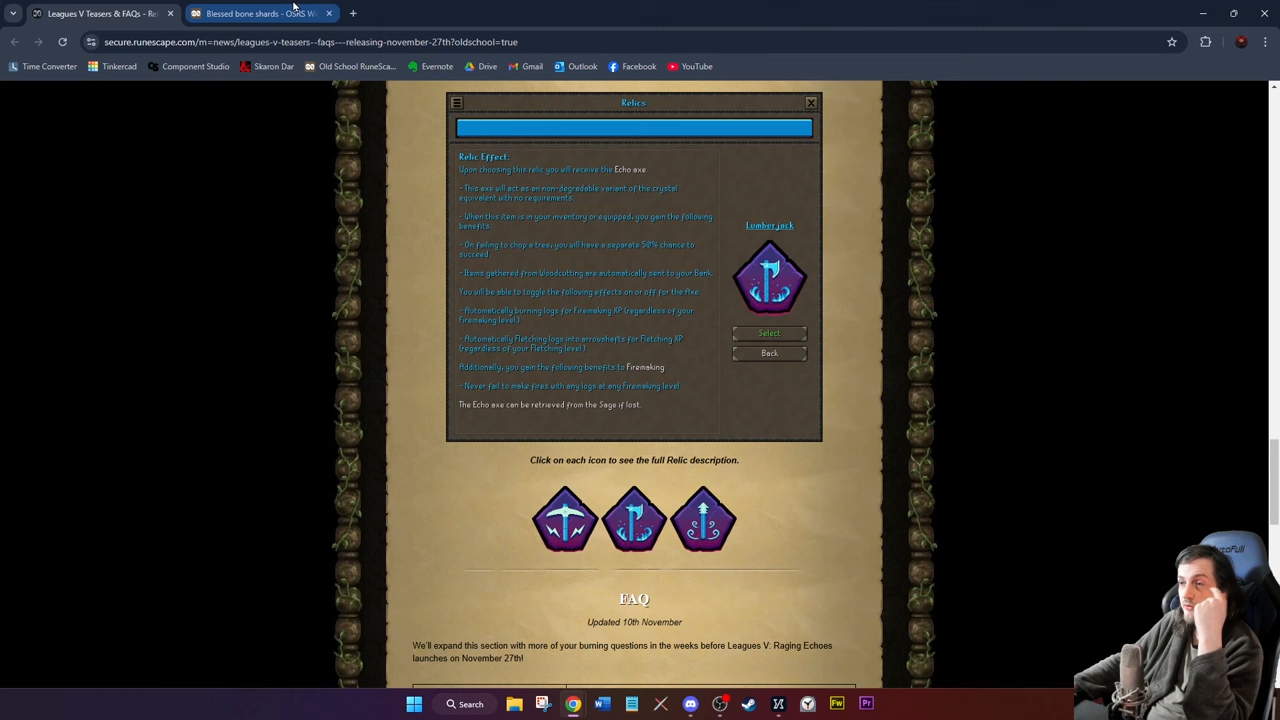 Leagues V Teasers & FAQs - Rel
Blessed bone shards - OSRS W
secure.runescape.com/m=news/leagues-v-teasers--faqs---releasing-november-27th?oldschool=true
Time Converter
Tinkercad
Component Studio
Skaron Dar
Old School RuneSca...
Evernote
Drive
Gmail
Outlook
Facebook
YouTube
Relics
Relic Effect:
Upon choosing this relic you will receive the Echo axe.
- This axe will act as an non-degradable variant of the crystal
equivalent with no requirements.
- When this item is in your inventory or equipped, you gain the following
benefits:
- On failing to chop a tree, you will have a separate 50% chance to
succeed.
- Items gathered from Woodcutting are automatically sent to your Bank.
You will be able to toggle the following effects on or off for the Axe:
- Automatically burning logs for Firemaking XP (regardless of your
Firemaking level.)
- Automatically Fletching logs into arrowshafts for Fletching XP
(regardless of your Fletching level.)
Additionally, you gain the following benefits to Firemaking:
- Never fail to make fires with any logs at any Firemaking level.
The Echo axe can be retrieved from the Sage if lost.
Lumberjack
Select
Back
Click on each icon to see the full Relic description.
FAQ
Updated 10th November
We'll expand this section with more of your burning questions in the weeks before Leagues V: Raging Echoes
launches on November 27th!
Search
Fw
Pr